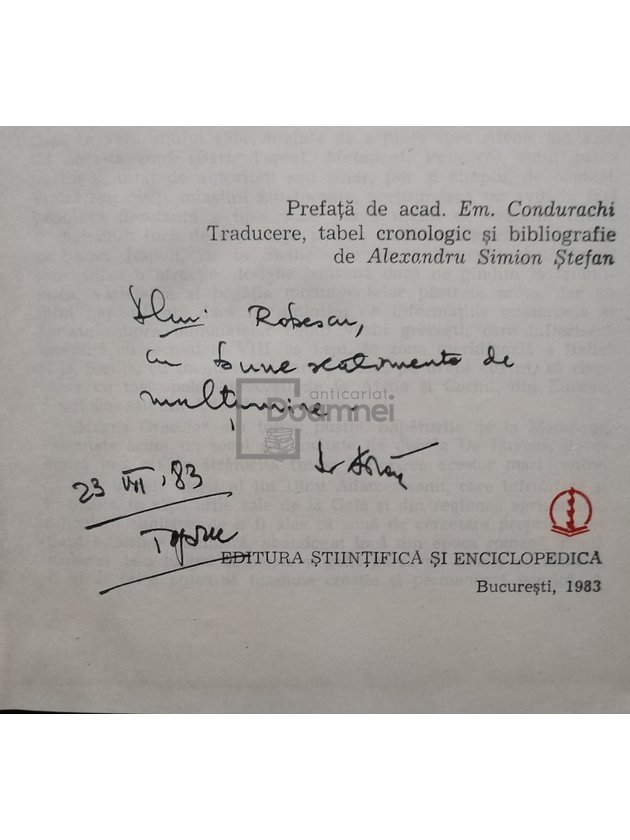 Prefață de acad. Em. Condurachi
Traducere, tabel cronologic și bibliografie
de Alexandru Simion Ștefan
Dlui Robescu,
cu bune sentimente de
mulțumire.
anticariat
Doamnei
23 VII '83
EDITURA ȘTIINȚIFICĂ ȘI ENCICLOPEDICĂ
București, 1983